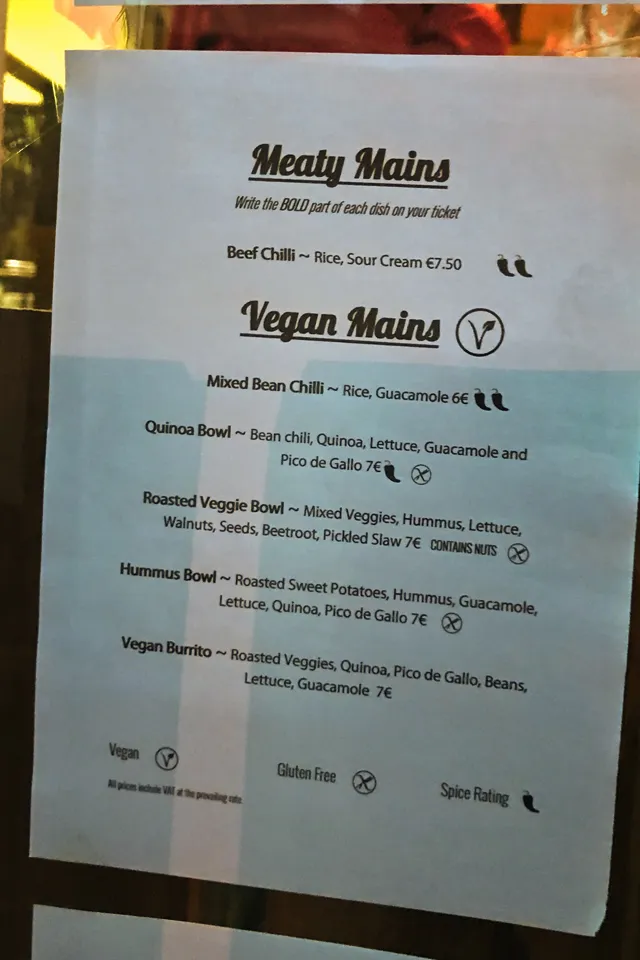 Meaty Mains
Write the BOLD part of each dish on your ticket
Beef Chilli ~ Rice, Sour Cream €7.50
Vegan Mains
Mixed Bean Chilli ~ Rice, Guacamole 6€
Quinoa Bowl ~ Bean chili, Quinoa, Lettuce, Guacamole and
Pico de Gallo 7€
Roasted Veggie Bowl ~ Mixed Veggies, Hummus, Lettuce,
Walnuts, Seeds, Beetroot, Pickled Slaw 7€ CONTAINS NUTS
Hummus Bowl ~ Roasted Sweet Potatoes, Hummus, Guacamole,
Lettuce, Quinoa, Pico de Gallo 7€
Vegan Burrito ~ Roasted Veggies, Quinoa, Pico de Gallo, Beans,
Lettuce, Guacamole 7€
Vegan
Gluten Free
Spice Rating
All prices include VAT at the prevailing rate